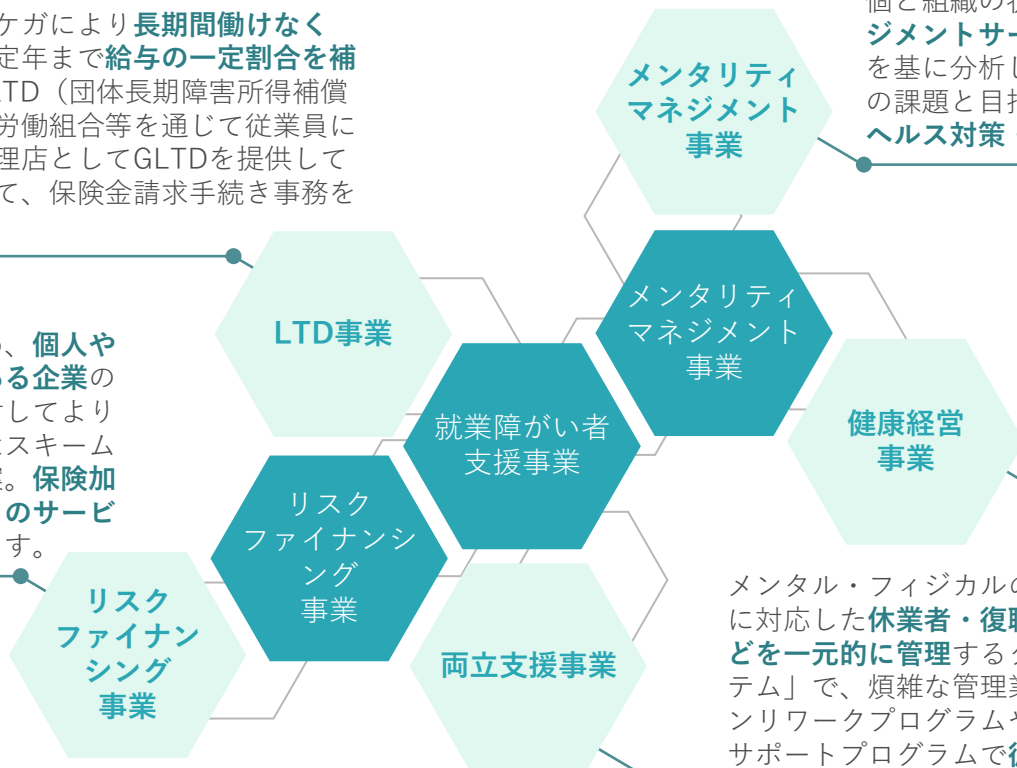 ケガにより長期間働けなく
定年まで給与の一定割合を補
LTD（団体長期障害所得補償
労働組合等を通じて従業員に
理店としてGLTDを提供して
て、保険金請求手続き事務を
メンタリティ
マネジメント
事業
ジメントサー
を基に分析し
の課題と目指
ヘルス対策
LTD事業
メンタリティ
マネジメント
事業
、個人や
ある企業の
対してより
なスキーム
。保険加
のサービ
す。
就業障がい者
支援事業
健康経営
事業
リスク
ファイナンシ
ング
事業
リスク
ファイナン
シング
事業
両立支援事業
メンタル・フィジカルの
に対応した休業者・復職
どを一元的に管理する
テム」で、煩雑な管理業
ンリワークプログラムや
サポートプログラムで復